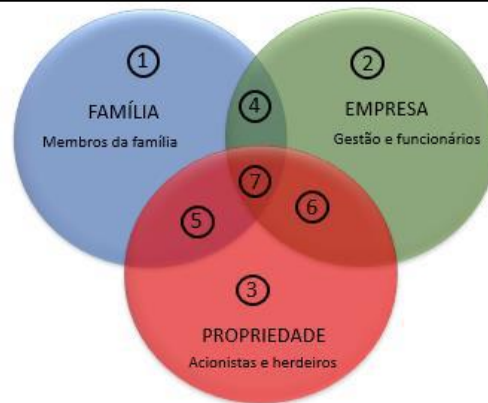 1
2
FAMÍLIA
Membros da família
4
EMPRESA
Gestão e funcionários
7
5
6
3
PROPRIEDADE
Acionistas e herdeiros